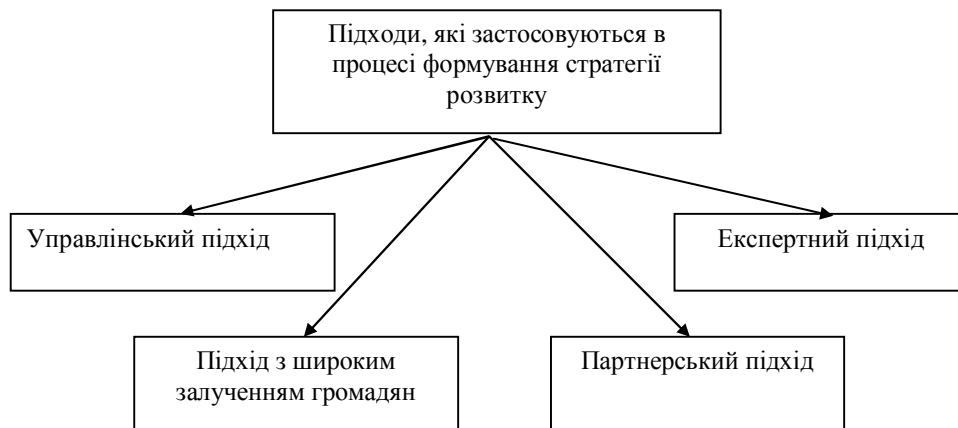 Підходи, які застосовуються в
процесі формування стратегії
розвитку
Управлінський підхід
Експертний підхід
Підхід з широким
залученням громадян
Партнерський підхід